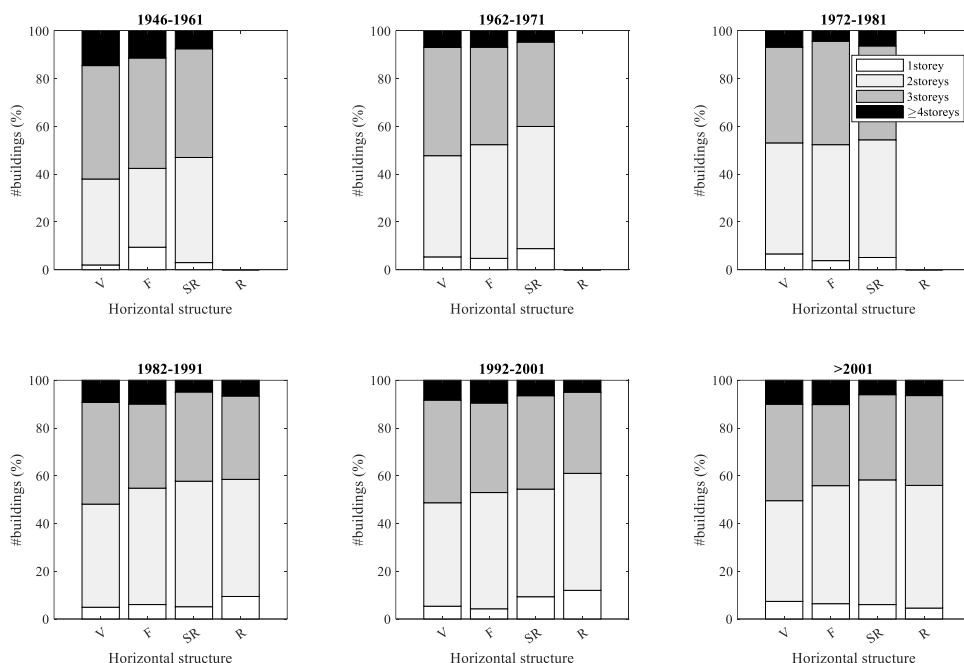 1946-1961
100
80
60
40
20
0
#buildings (%)
V F SR R
Horizontal structure
1962-1971
100
80
60
40
20
0
#buildings (%)
V F SR R
Horizontal structure
1972-1981
100
80
60
40
20
0
#buildings (%)
1storey
2storeys
3storeys
≥4storeys
V F SR R
Horizontal structure
1982-1991
100
80
60
40
20
0
#buildings (%)
V F SR R
Horizontal structure
1992-2001
100
80
60
40
20
0
#buildings (%)
V F SR R
Horizontal structure
>2001
100
80
60
40
20
0
#buildings (%)
V F SR R
Horizontal structure